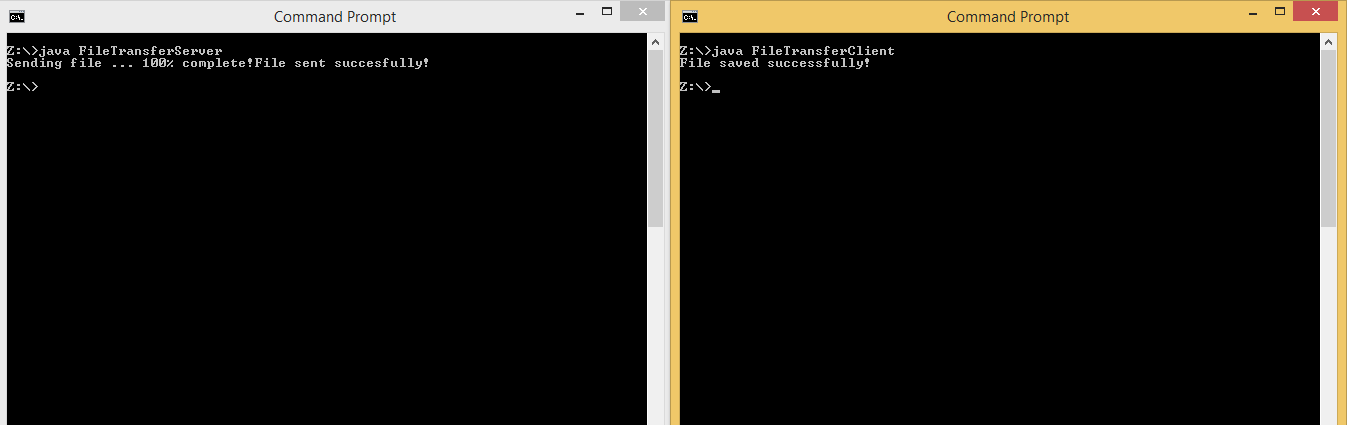 Command Prompt
Z:\>java FileTransferServer
Sending file ... 100% complete!File sent succesfully!
Z:\>
Command Prompt
Z:\>java FileTransferClient
File saved successfully!
Z:\>_